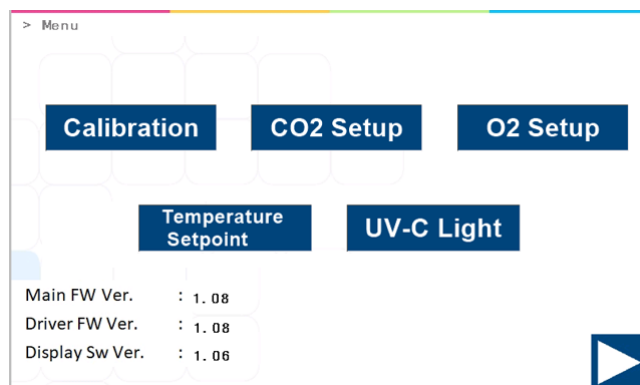 > Menu
Calibration
CO2 Setup
O2 Setup
Temperature
Setpoint
UV-C Light
Main FW Ver. : 1.08
Driver FW Ver. : 1.08
Display Sw Ver. : 1.06